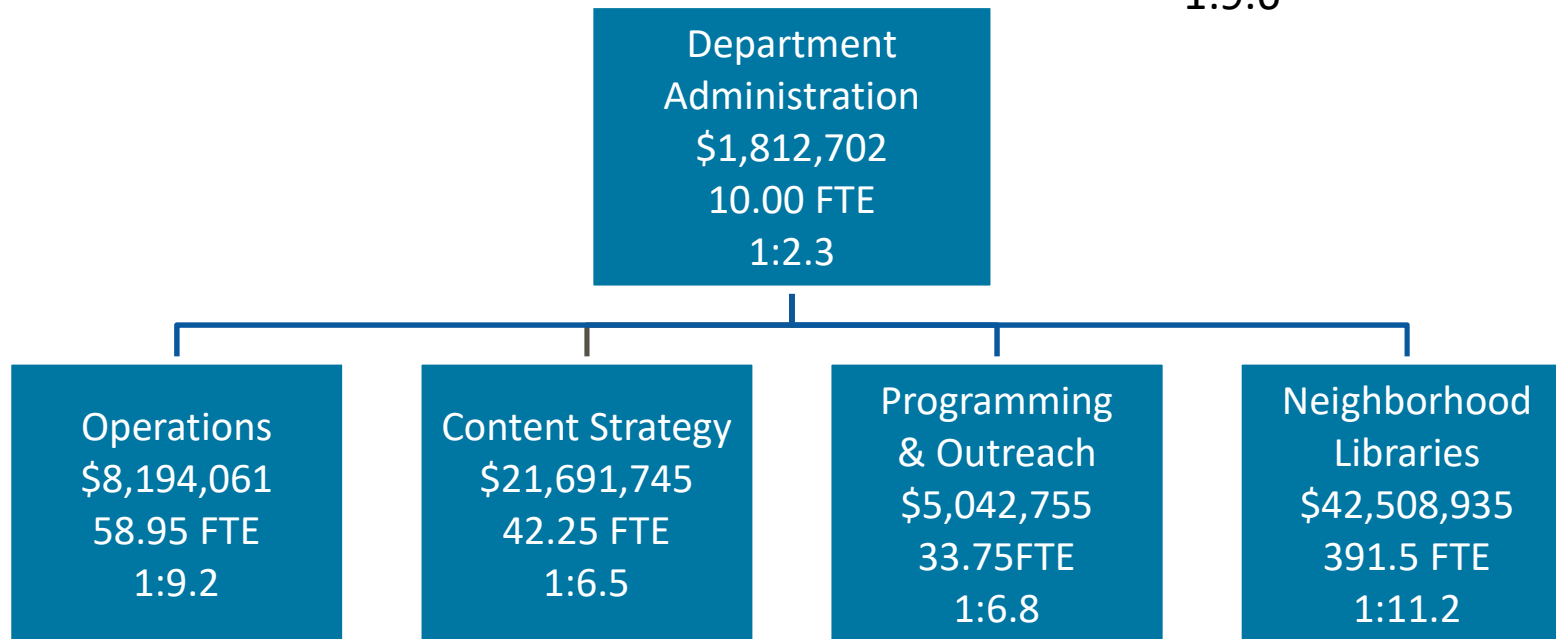 Department
Administration
$1,812,702
10.00 FTE
1:2.3
Operations
$8,194,061
58.95 FTE
1:9.2
Content Strategy
$21,691,745
42.25 FTE
1:6.5
Programming
& Outreach
$5,042,755
33.75FTE
1:6.8
Neighborhood
Libraries
$42,508,935
391.5 FTE
1:11.2